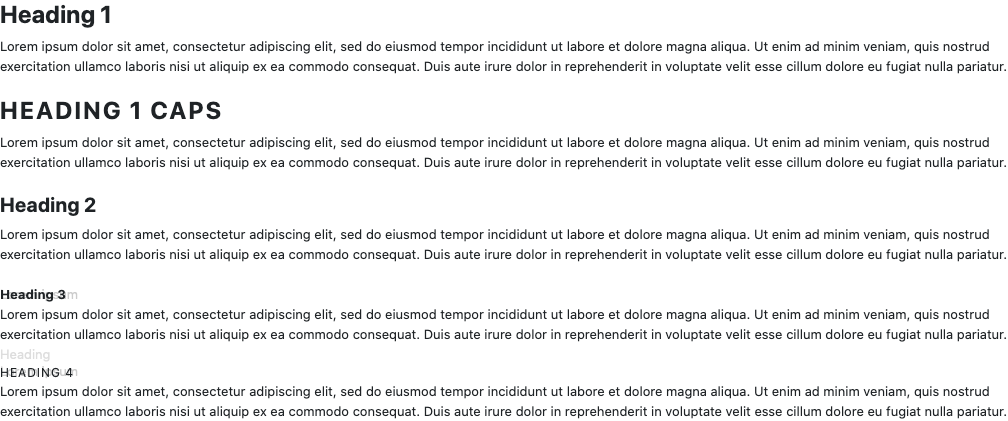 Heading 1
Lorem ipsum dolor sit amet, consectetur adipiscing elit, sed do eiusmod tempor incididunt ut labore et dolore magna aliqua. Ut enim ad minim veniam, quis nostrud
exercitation ullamco laboris nisi ut aliquip ex ea commodo consequat. Duis aute irure dolor in reprehenderit in voluptate velit esse cillum dolore eu fugiat nulla pariatur.
HEADING 1 CAPS
Lorem ipsum dolor sit amet, consectetur adipiscing elit, sed do eiusmod tempor incididunt ut labore et dolore magna aliqua. Ut enim ad minim veniam, quis nostrud
exercitation ullamco laboris nisi ut aliquip ex ea commodo consequat. Duis aute irure dolor in reprehenderit in voluptate velit esse cillum dolore eu fugiat nulla pariatur.
Heading 2
Lorem ipsum dolor sit amet, consectetur adipiscing elit, sed do eiusmod tempor incididunt ut labore et dolore magna aliqua. Ut enim ad minim veniam, quis nostrud
exercitation ullamco laboris nisi ut aliquip ex ea commodo consequat. Duis aute irure dolor in reprehenderit in voluptate velit esse cillum dolore eu fugiat nulla pariatur.
Heading 3
Lorem ipsum dolor sit amet, consectetur adipiscing elit, sed do eiusmod tempor incididunt ut labore et dolore magna aliqua. Ut enim ad minim veniam, quis nostrud
exercitation ullamco laboris nisi ut aliquip ex ea commodo consequat. Duis aute irure dolor in reprehenderit in voluptate velit esse cillum dolore eu fugiat nulla pariatur.
Heading
HEADING 4
Lorem ipsum dolor sit amet, consectetur adipiscing elit, sed do eiusmod tempor incididunt ut labore et dolore magna aliqua. Ut enim ad minim veniam, quis nostrud
exercitation ullamco laboris nisi ut aliquip ex ea commodo consequat. Duis aute irure dolor in reprehenderit in voluptate velit esse cillum dolore eu fugiat nulla pariatur.